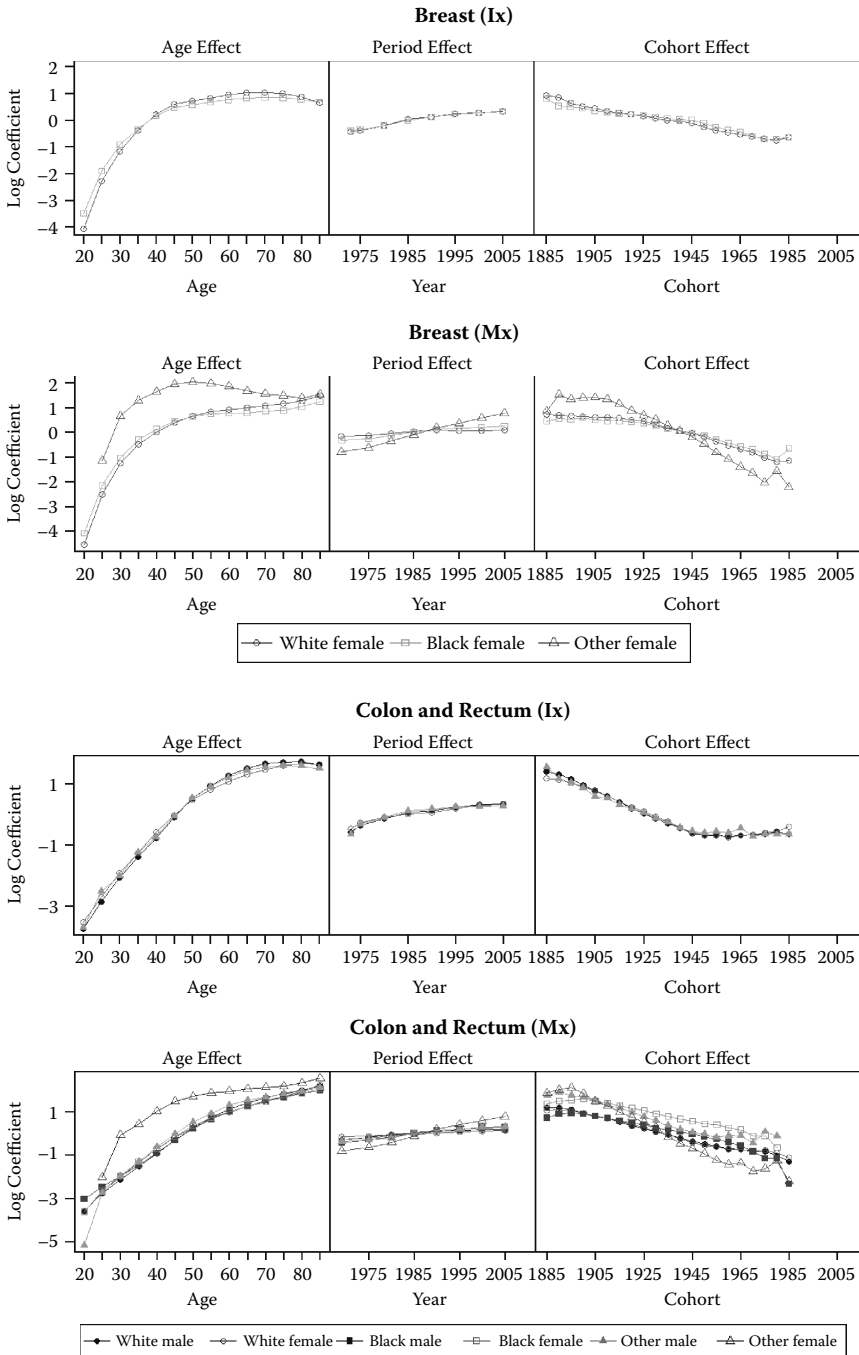 Breast (Ix)
Age Effect Period Effect Cohort Effect
Log Coefficient
2
1
0
−1
−2
−3
−4
20 30 40 50 60 70 80 1975 1985 1995 2005 1885 1905 1925 1945 1965 1985 2005
Age Year Cohort
Breast (Mx)
Age Effect Period Effect Cohort Effect
Log Coefficient
2
1
0
−1
−2
−3
−4
20 30 40 50 60 70 80 1975 1985 1995 2005 1885 1905 1925 1945 1965 1985 2005
Age Year Cohort
White female Black female Other female
Colon and Rectum (Ix)
Age Effect Period Effect Cohort Effect
Log Coefficient
1
−1
−3
20 30 40 50 60 70 80 1975 1985 1995 2005 1885 1905 1925 1945 1965 1985 2005
Age Year Cohort
Colon and Rectum (Mx)
Age Effect Period Effect Cohort Effect
Log Coefficient
1
−1
−3
−5
20 30 40 50 60 70 80 1975 1985 1995 2005 1885 1905 1925 1945 1965 1985 2005
Age Year Cohort
White male White female Black male Black female Other male Other female